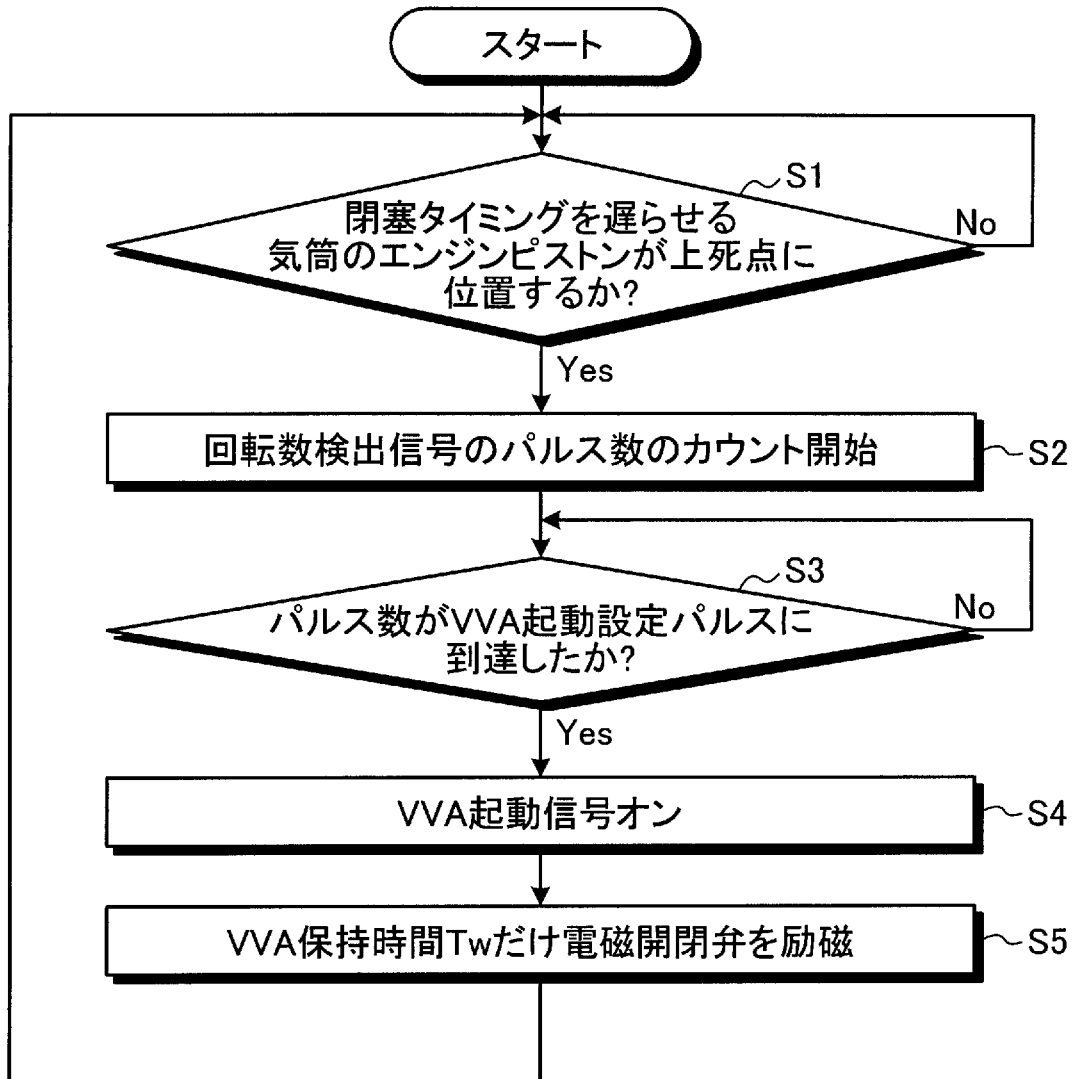 スタート
S1
閉塞タイミングを遅らせる
気筒のエンジンピストンが上死点に
位置するか?
No
Yes
回転数検出信号のパルス数のカウント開始
S2
S3
パルス数がVVA起動設定パルスに
到達したか?
No
Yes
VVA起動信号オン
S4
VVA保持時間Twだけ電磁開閉弁を励磁
S5